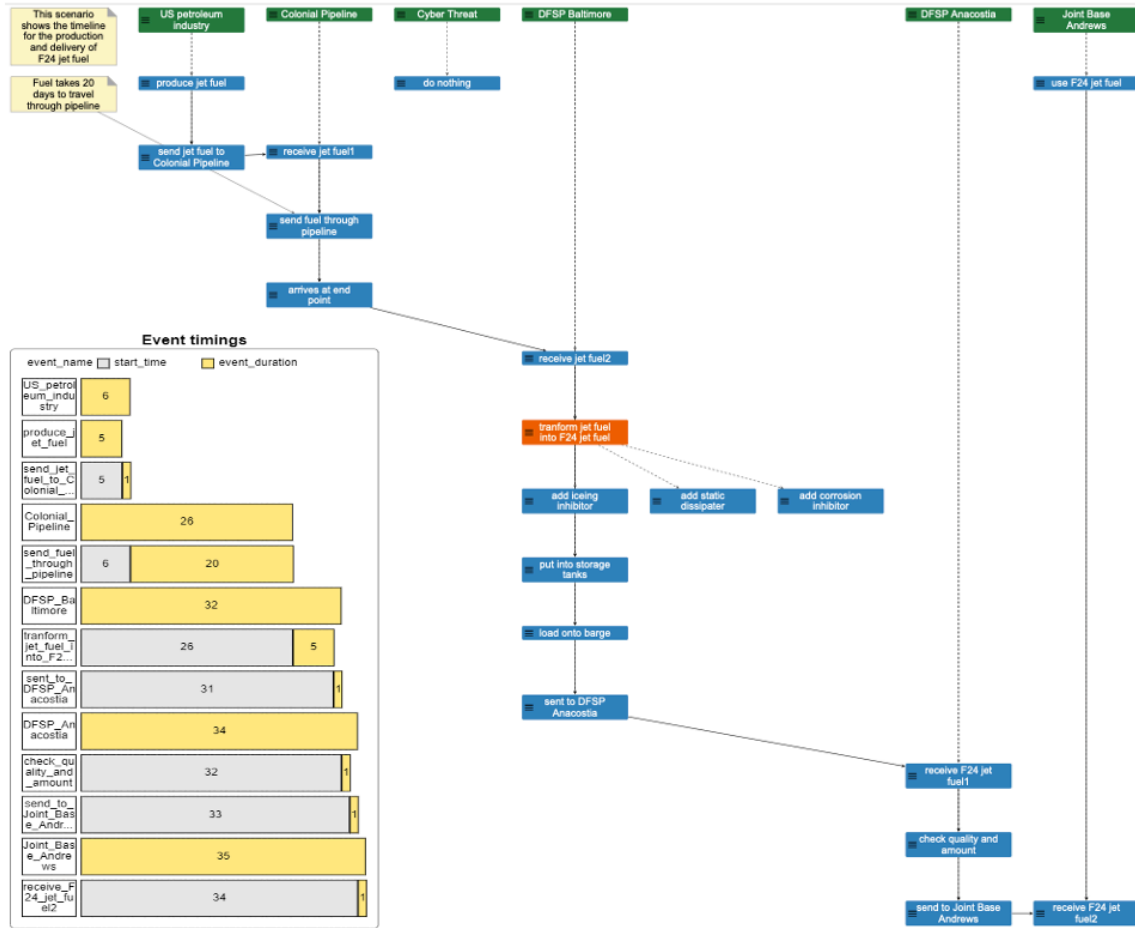 This scenario
shows the timeline
for the production
and delivery of
F24 jet fuel
US petroleum
industry
Colonial Pipeline
Cyber Threat
DFSP Baltimore
DFSP Anacostia
Joint Base
Andrews
Fuel takes 20
days to travel
through pipeline
produce jet fuel
do nothing
use F24 jet fuel
send jet fuel to
Colonial Pipeline
receive jet fuel1
send fuel through
pipeline
arrives at end
point
receive jet fuel2
tranform jet fuel
into F24 jet fuel
add iceing
inhibitor
add static
dissipater
add corrosion
inhibitor
put into storage
tanks
load onto barge
sent to DFSP
Anacostia
receive F24 jet
fuel1
check quality and
amount
send to Joint Base
Andrews
receive F24 jet
fuel2
Event timings
event_name start_time event_duration
US_petrol
eum_indu
stry
6
produce_j
et_fuel
5
send_jet_
fuel_to_C
olonial_...
5 1
Colonial_
Pipeline
26
send_fuel
_through
_pipeline
6 20
DFSP_Ba
ltimore
32
tranform_
jet_fuel_i
nto_F2...
26 5
sent_to_
DFSP_An
acostia
31 1
DFSP_An
acostia
34
check_qu
ality_and
_amount
32 1
send_to_
Joint_Bas
e_Andr...
33 1
Joint_Bas
e_Andre
ws
35
receive_F
24_jet_fu
el2
34 1